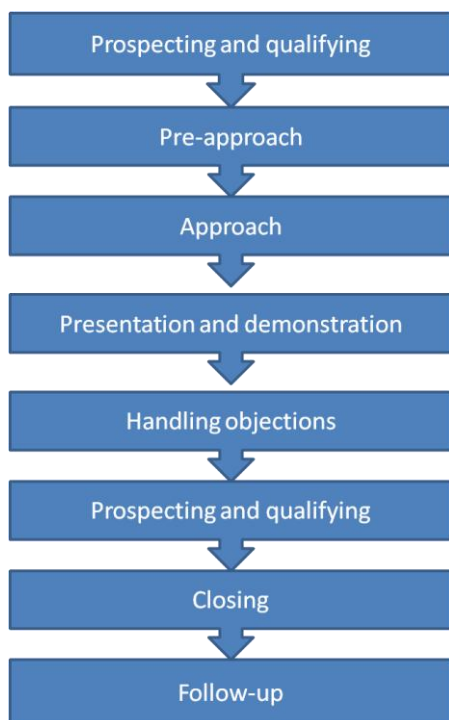 Prospecting and qualifying
Pre-approach
Approach
Presentation and demonstration
Handling objections
Prospecting and qualifying
Closing
Follow-up